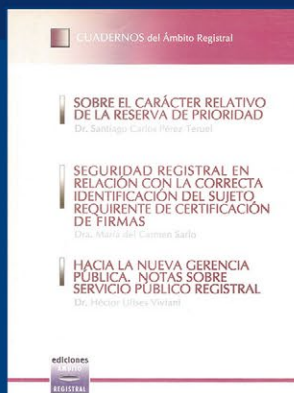 CUADERNOS del Ámbito Registral
SOBRE EL CARÁCTER RELATIVO
DE LA RESERVA DE PRIORIDAD
Dr. Santiago Carlos Pérez Teruel
SEGURIDAD REGISTRAL EN
RELACIÓN CON LA CORRECTA
IDENTIFICACIÓN DEL SUJETO
REQUIRENTE DE CERTIFICACIÓN
DE FIRMAS
Dra. María del Carmen Sarlo
HACIA LA NUEVA GERENCIA
PÚBLICA. NOTAS SOBRE
SERVICIO PÚBLICO REGISTRAL
Dr. Héctor Ulises Viviani
ediciones
ÁMBITO
REGISTRAL